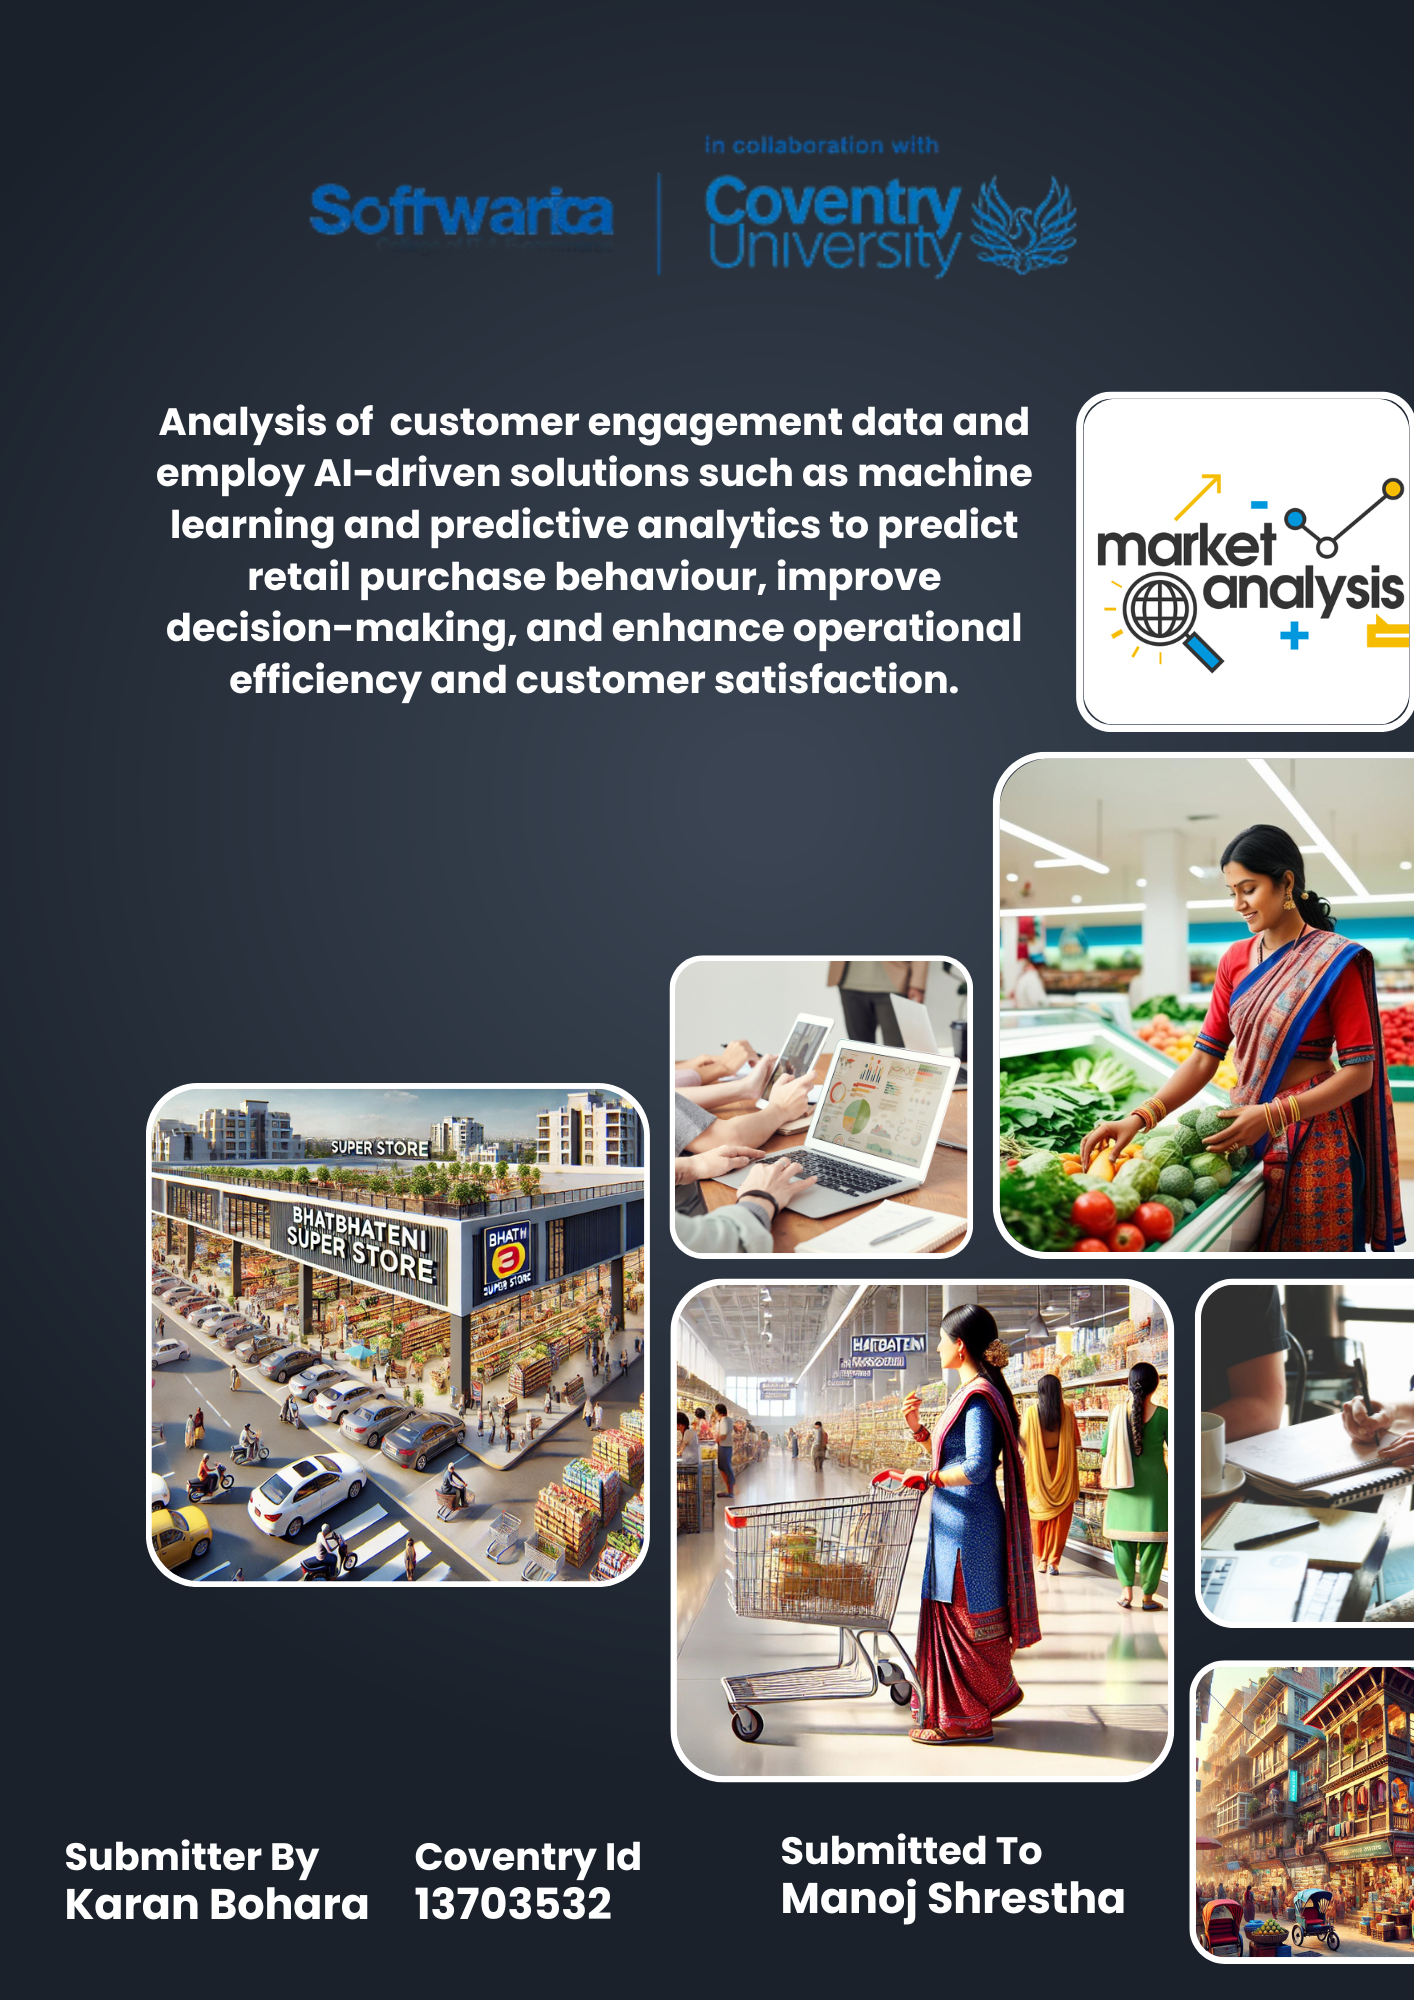 in collaboration with
Softwarica
Coventry
University
Analysis of customer engagement data and
employ AI-driven solutions such as machine
learning and predictive analytics to predict
retail purchase behaviour, improve
decision-making, and enhance operational
efficiency and customer satisfaction.
market
analysis
SUPER STORE
BHATBHATENI
SUPER STORE
BHATH
SUPER STORE
Submitter By
Karan Bohara
Coventry Id
13703532
Submitted To
Manoj Shrestha